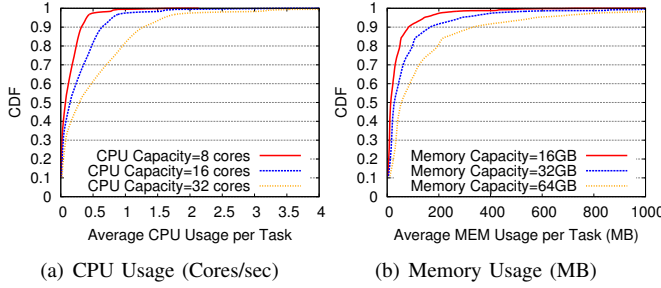 CDF
1
0.9
0.8
0.7
0.6
0.5
0.4
0.3
0.2
0.1
CPU Capacity=8 cores
CPU Capacity=16 cores
CPU Capacity=32 cores
0 0.5 1 1.5 2 2.5 3 3.5 4
Average CPU Usage per Task
(a) CPU Usage (Cores/sec)
CDF
1
0.9
0.8
0.7
0.6
0.5
0.4
0.3
0.2
0.1
Memory Capacity=16GB
Memory Capacity=32GB
Memory Capacity=64GB
0 200 400 600 800 1000
Average MEM Usage per Task (MB)
(b) Memory Usage (MB)